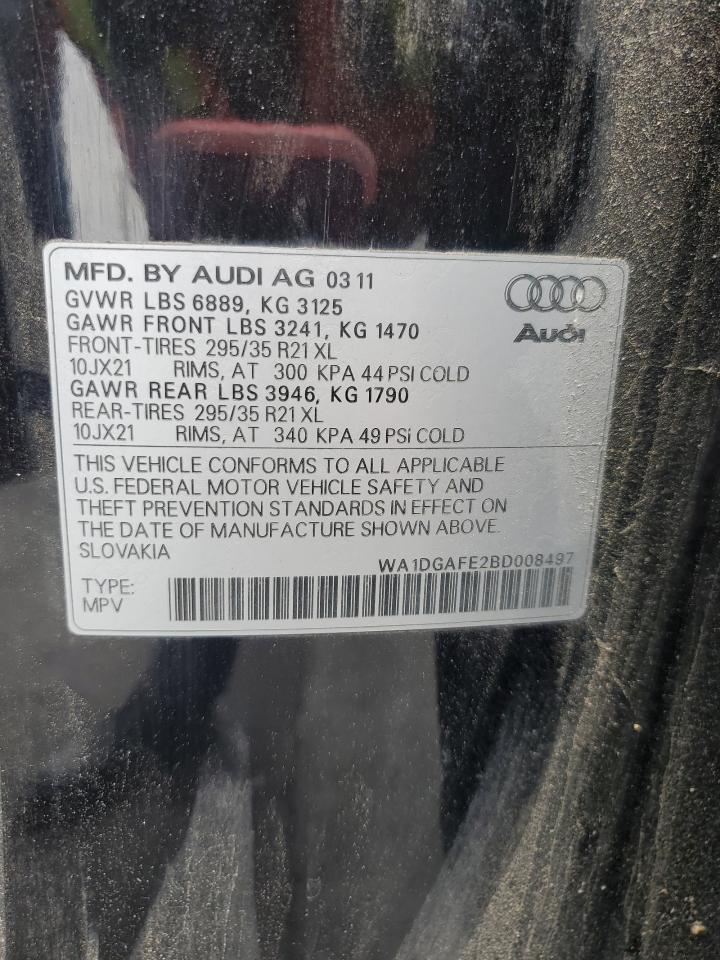 MFD. BY AUDI AG 03 11
GVWR LBS 6889, KG 3125
GAWR FRONT LBS 3241, KG 1470
FRONT-TIRES 295/35 R21 XL
10JX21 RIMS, AT 300 KPA 44 PSI COLD
GAWR REAR LBS 3946, KG 1790
REAR-TIRES 295/35 R21 XL
10JX21 RIMS, AT 340 KPA 49 PSI COLD
Audi
THIS VEHICLE CONFORMS TO ALL APPLICABLE
U.S. FEDERAL MOTOR VEHICLE SAFETY AND
THEFT PREVENTION STANDARDS IN EFFECT ON
THE DATE OF MANUFACTURE SHOWN ABOVE.
SLOVAKIA
WA1DGAFE2BD008497
TYPE:
MPV